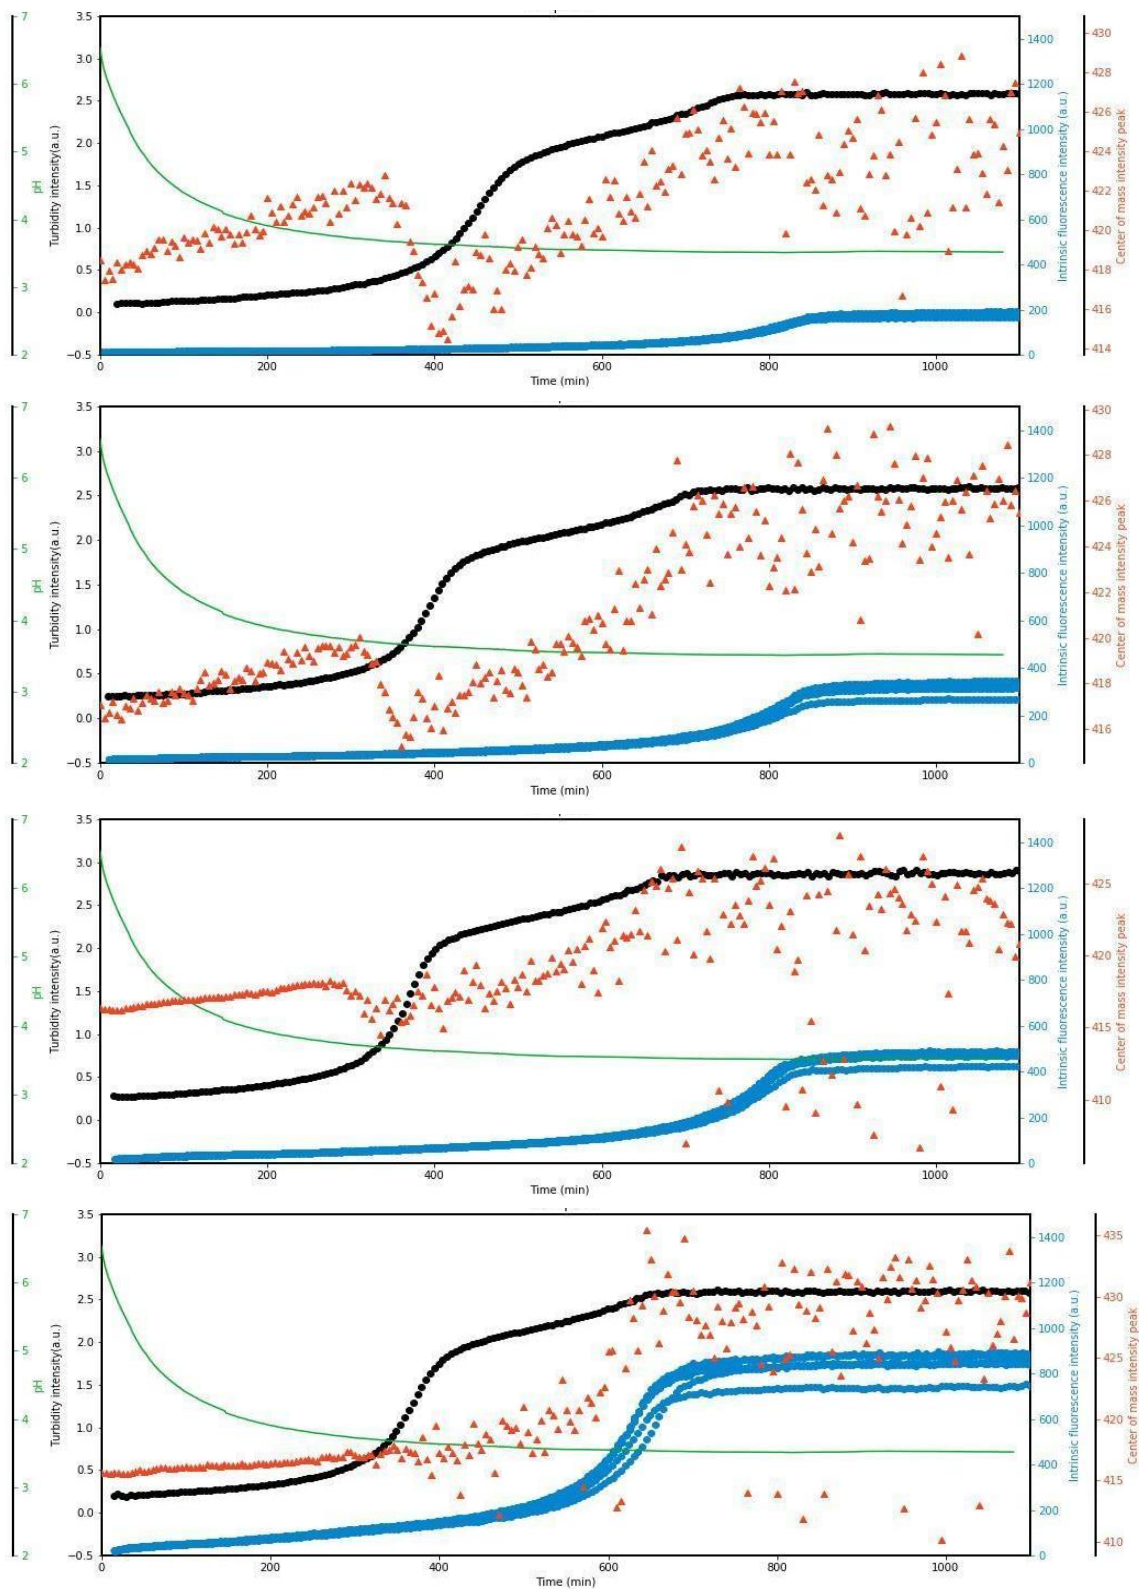 7 3.5 1400 430
3.0 428
6 2.5 1200 426
2.0 1000 424
5 1.5 800 422
4 1.0 600 420
0.5 400 418
3 0.0 200 416
2 −0.5 0 414
pH
Turbidity intensity(a.u.)
Intrinsic fluorescence intensity (a.u.)
Center of mass intensity peak
0 200 400 600 800 1000
Time (min)
7 3.5 1400 430
3.0 428
6 2.5 1200 426
2.0 1000 424
5 1.5 800 422
4 1.0 600 420
0.5 400 418
3 0.0 200 416
2 −0.5 0
pH
Turbidity intensity(a.u.)
Intrinsic fluorescence intensity (a.u.)
Center of mass intensity peak
0 200 400 600 800 1000
Time (min)
7 3.5 1400
6 3.0 1200 425
2.5 1000
5 2.0 800 420
1.5 600
4 1.0 415
0.5 400
3 0.0 200 410
2 −0.5 0
pH
Turbidity intensity(a.u.)
Intrinsic fluorescence intensity (a.u.)
Center of mass intensity peak
0 200 400 600 800 1000
Time (min)
7 3.5 1400 435
6 3.0 1200 430
2.5 1000
5 2.0 800 425
1.5 600 420
4 1.0
0.5 400 415
3 0.0 200
2 −0.5 0 410
pH
Turbidity intensity(a.u.)
Intrinsic fluorescence intensity (a.u.)
Center of mass intensity peak
0 200 400 600 800 1000
Time (min)